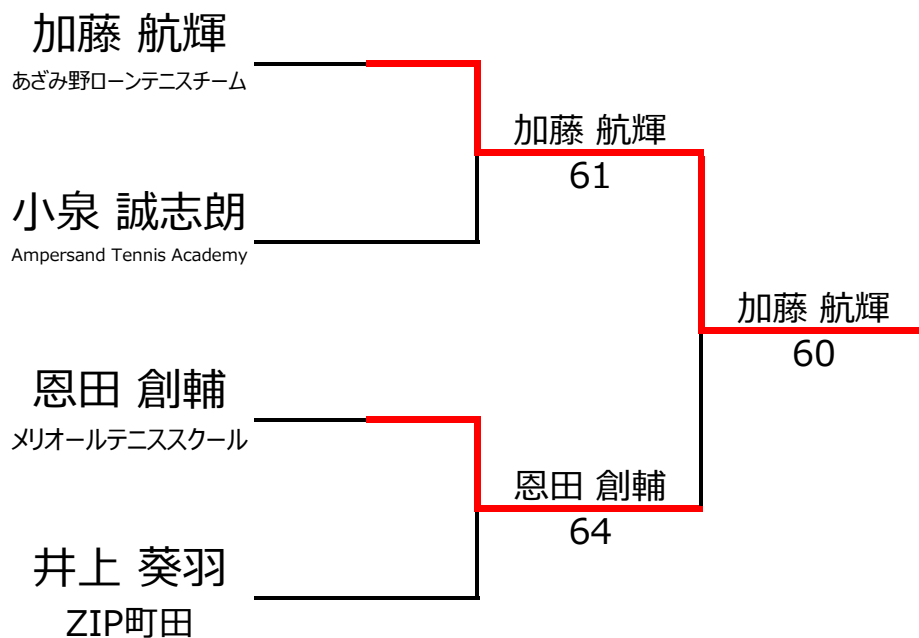 加藤 航輝
あざみ野ローンテニスチーム
加藤 航輝
61
小泉 誠志朗
Ampersand Tennis Academy
加藤 航輝
60
恩田 創輔
メリオールテニススクール
恩田 創輔
64
井上 葵羽
ZIP町田